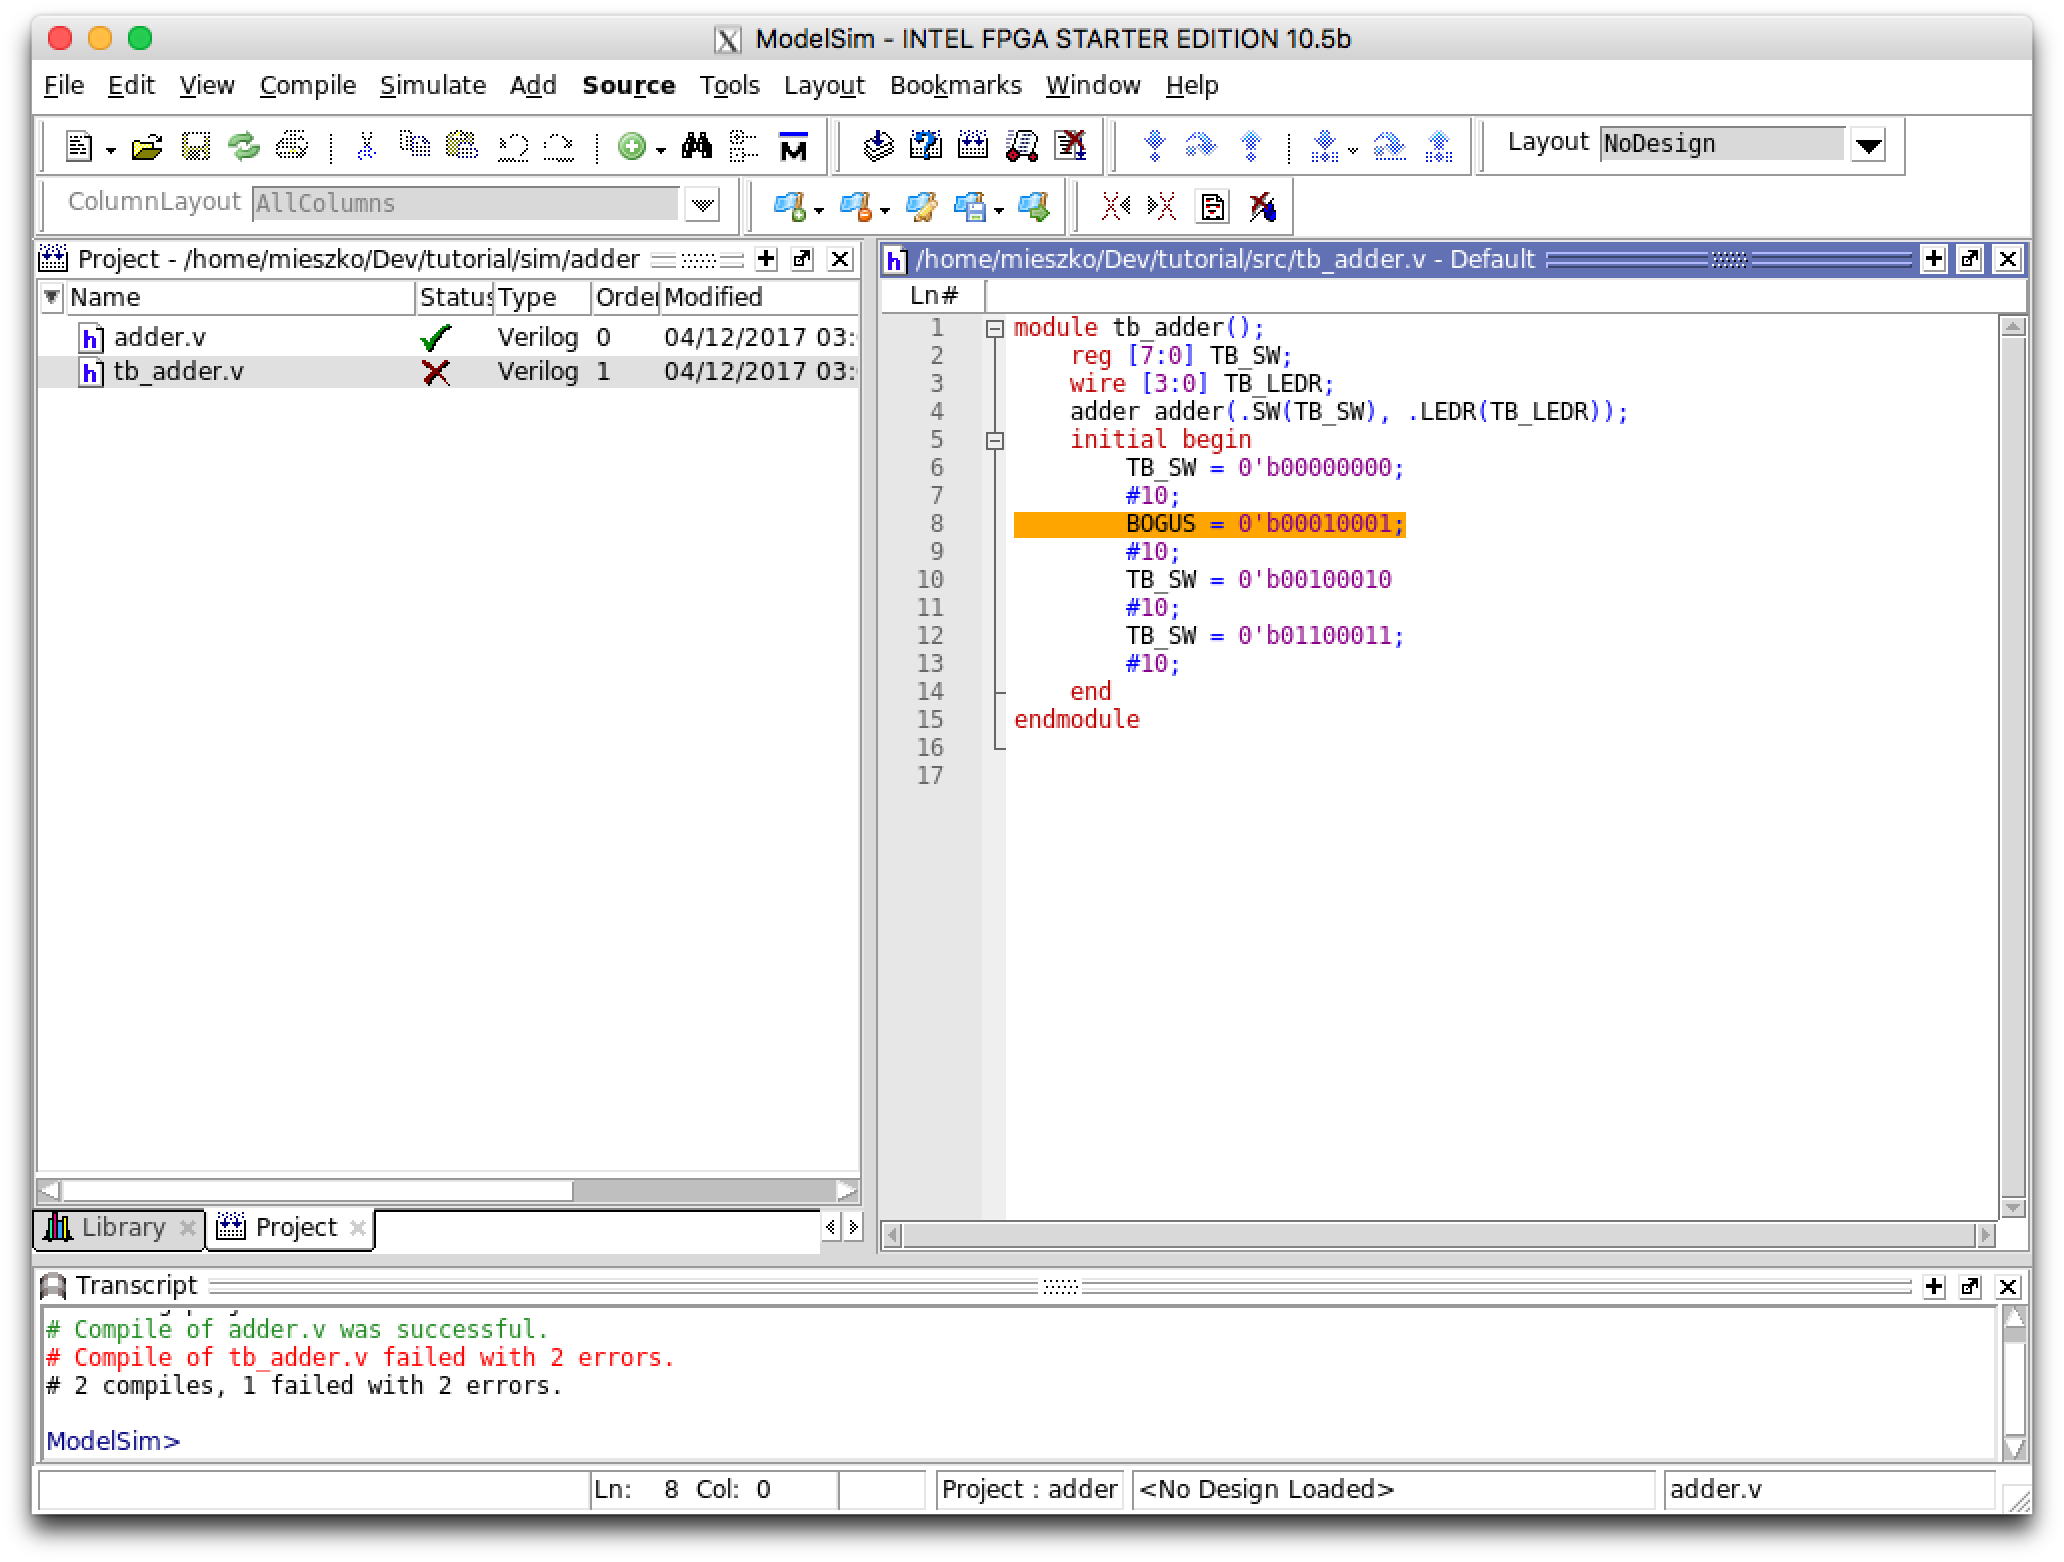 ModelSim - INTEL FPGA STARTER EDITION 10.5b
File Edit View Compile Simulate Add Source Tools Layout Bookmarks Window Help
Layout NoDesign
ColumnLayout AllColumns
Project - /home/mieszko/Dev/tutorial/sim/adder
Name Status Type Order Modified
adder.v Verilog 0 04/12/2017 03:
tb_adder.v Verilog 1 04/12/2017 03:
Library Project
/home/mieszko/Dev/tutorial/src/tb_adder.v - Default
Ln#
1 module tb_adder();
2 reg [7:0] TB_SW;
3 wire [3:0] TB_LEDR;
4 adder adder(.SW(TB_SW), .LEDR(TB_LEDR));
5 initial begin
6 TB_SW = 0'b00000000;
7 #10;
8 BOGUS = 0'b00010001;
9 #10;
10 TB_SW = 0'b00100010
11 #10;
12 TB_SW = 0'b01100011;
13 #10;
14 end
15 endmodule
16
17
Transcript
# Compile of adder.v was successful.
# Compile of tb_adder.v failed with 2 errors.
# 2 compiles, 1 failed with 2 errors.
ModelSim>
Ln: 8 Col: 0 Project : adder <No Design Loaded> adder.v